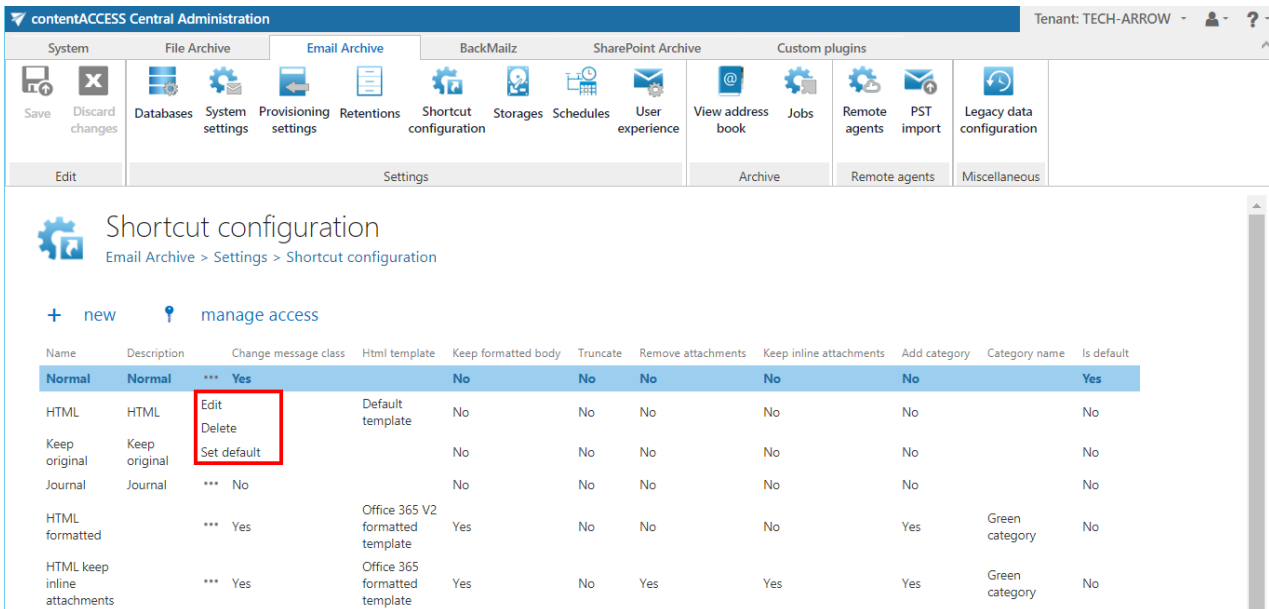 contentACCESS Central Administration
Tenant: TECH-ARROW
?
System
File Archive
Email Archive
BackMailz
SharePoint Archive
Custom plugins
Save
Discard
changes
Databases
System
settings
Provisioning
settings
Retentions
Shortcut
configuration
Storages
Schedules
User
experience
View address
book
Jobs
Remote
agents
PST
import
Legacy data
configuration
Edit
Settings
Archive
Remote agents
Miscellaneous
Shortcut configuration
Email Archive > Settings > Shortcut configuration
+ new
manage access
Name Description Change message class Html template Keep formatted body Truncate Remove attachments Keep inline attachments Add category Category name Is default
Normal Normal ••• Yes No No No No No Yes
Edit
Delete
Set default
HTML HTML Default
template No No No No No No
Keep
original Keep
original No No No No No No
Journal Journal ••• No No No No No No No
HTML
formatted ••• Yes Office 365 V2
formatted
template Yes No No No Yes Green
category No
HTML keep
inline
attachments ••• Yes Office 365
formatted
template Yes No Yes Yes Yes Green
category No